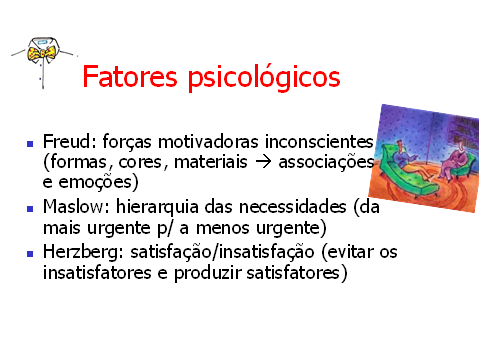 Fatores psicológicos
Freud: forças motivadoras inconscientes
(formas, cores, materiais → associações
e emoções)
Maslow: hierarquia das necessidades (da
mais urgente p/ a menos urgente)
Herzberg: satisfação/insatisfação (evitar os
insatisfatores e produzir satisfatores)